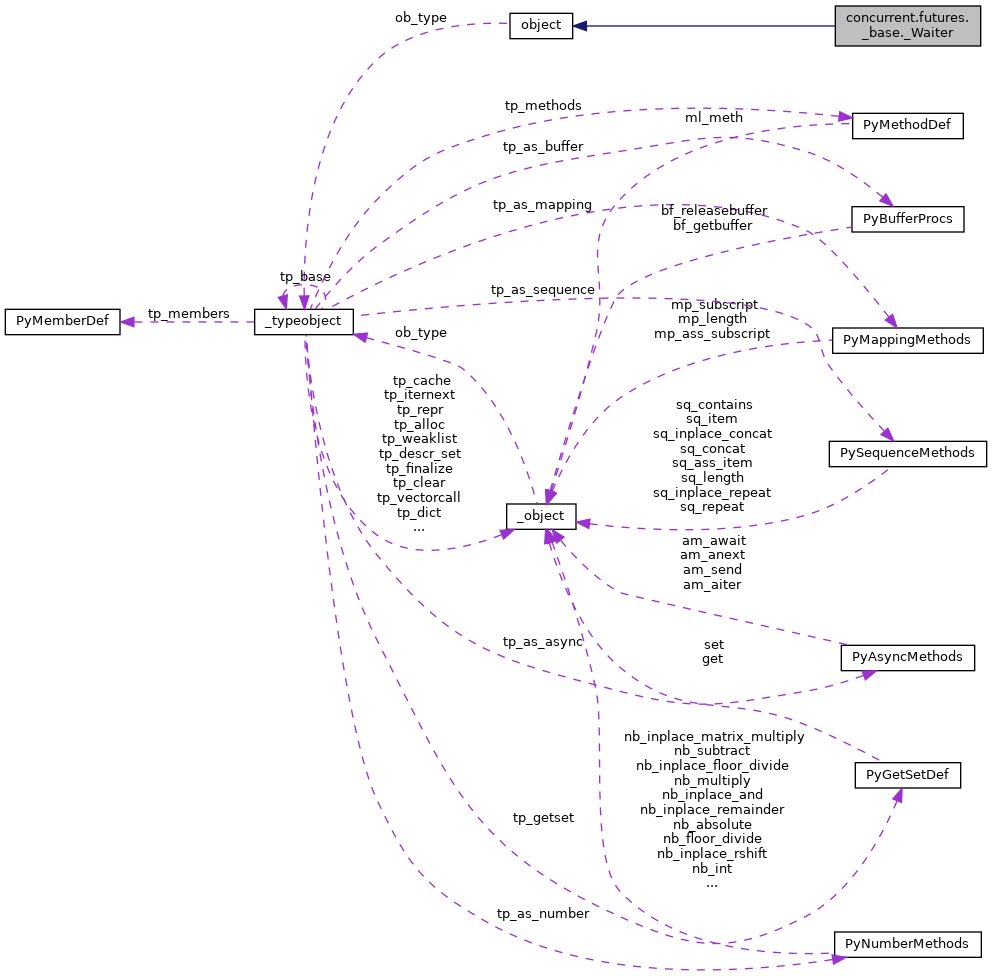 ob_type
object
concurrent.futures.
_base._Waiter
tp_methods
ml_meth
PyMethodDef
tp_as_buffer
tp_as_mapping
bf_releasebuffer
bf_getbuffer
PyBufferProcs
tp_base
tp_as_sequence
mp_subscript
mp_length
mp_ass_subscript
PyMemberDef
tp_members
_typeobject
ob_type
PyMappingMethods
tp_cache
tp_iternext
tp_repr
tp_alloc
tp_weaklist
tp_descr_set
tp_finalize
tp_clear
tp_vectorcall
tp_dict
...
sq_contains
sq_item
sq_inplace_concat
sq_concat
sq_ass_item
sq_length
sq_inplace_repeat
sq_repeat
PySequenceMethods
_object
am_await
am_anext
am_send
am_aiter
tp_as_async
set
get
PyAsyncMethods
nb_inplace_matrix_multiply
nb_subtract
nb_inplace_floor_divide
nb_multiply
nb_inplace_and
nb_inplace_remainder
nb_absolute
nb_floor_divide
nb_inplace_rshift
nb_int
...
PyGetSetDef
tp_getset
tp_as_number
PyNumberMethods